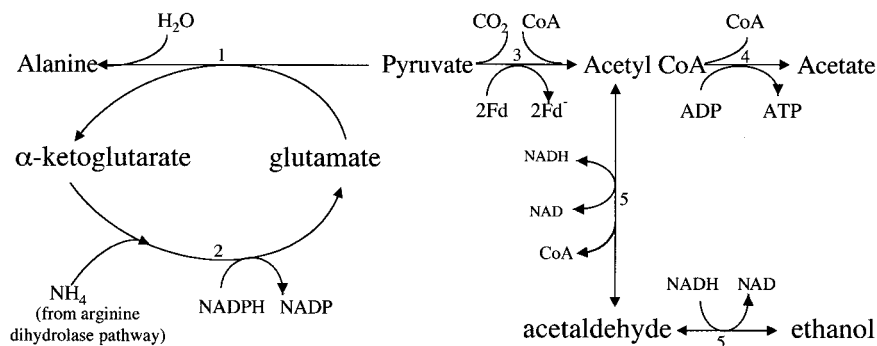 H₂O
CO₂ CoA CoA
1 3 4
Alanine Pyruvate Acetyl CoA Acetate
2Fd 2Fd⁻ ADP ATP
α-ketoglutarate glutamate
NADH
NAD
5
2
CoA
NH₄
(from arginine
dihydrolase pathway)
NADPH NADP
NADH NAD
acetaldehyde ethanol
5